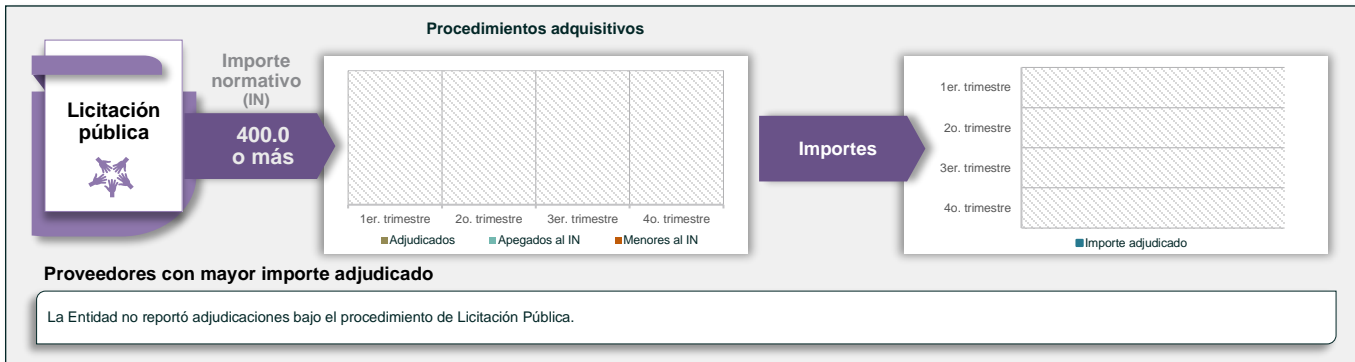 Procedimientos adquisitivos
Licitación
pública
Importe
normativo
(IN)
400.0
o más
1er. trimestre
2o. trimestre
3er. trimestre
4o. trimestre
Adjudicados
Apegados al IN
Menores al IN
Importes
1er. trimestre
2o. trimestre
3er. trimestre
4o. trimestre
Importe adjudicado
Proveedores con mayor importe adjudicado
La Entidad no reportó adjudicaciones bajo el procedimiento de Licitación Pública.